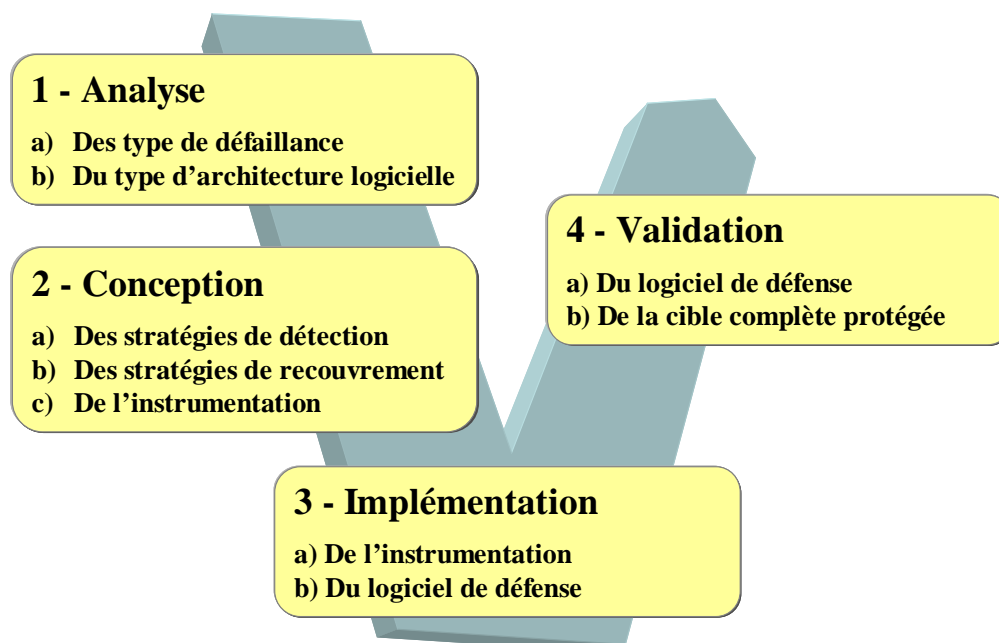 1 - Analyse
a) Des type de défaillance
b) Du type d’architecture logicielle
2 - Conception
a) Des stratégies de détection
b) Des stratégies de recouvrement
c) De l’instrumentation
3 - Implémentation
a) De l’instrumentation
b) Du logiciel de défense
4 - Validation
a) Du logiciel de défense
b) De la cible complète protégée